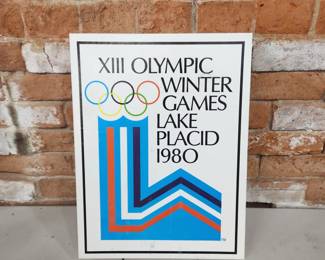 XIII OLYMPIC
WINTER
GAMES
LAKE
PLACID
1980